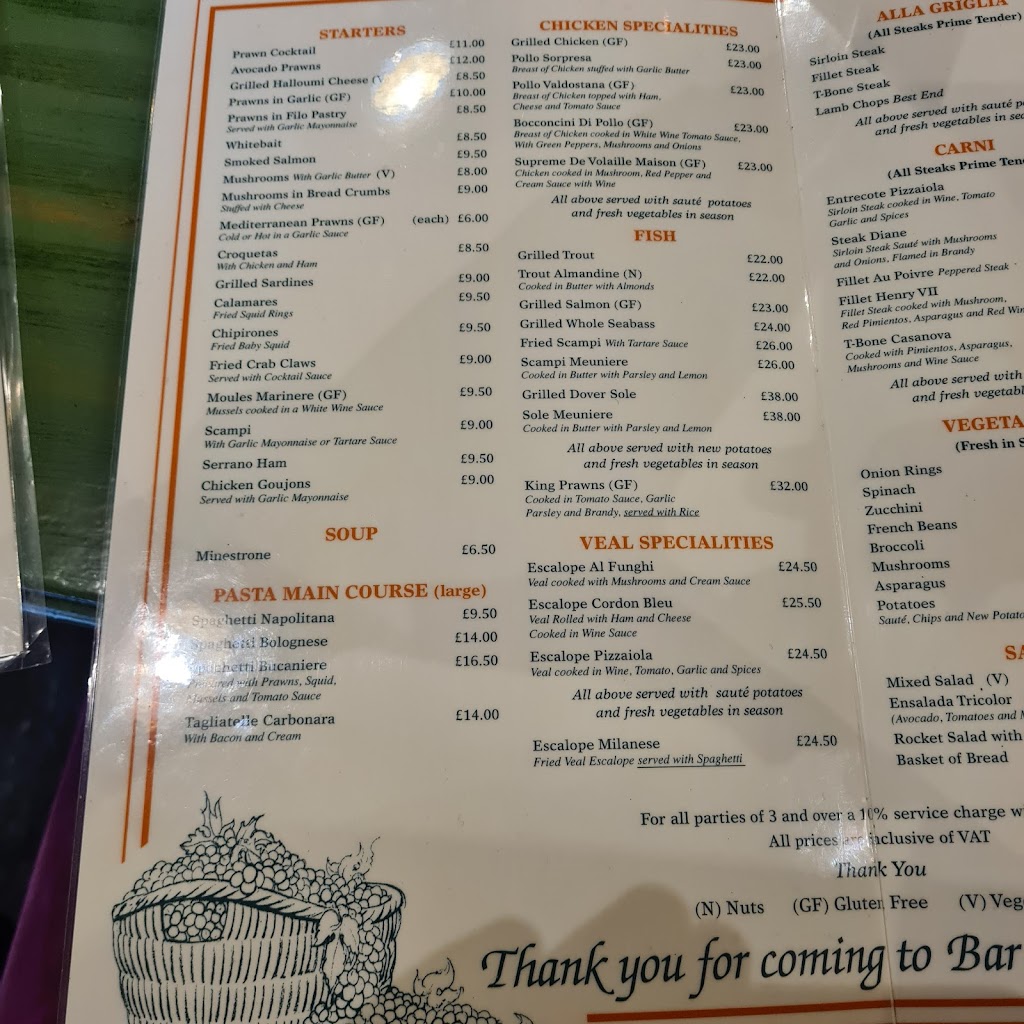 STARTERS
Prawn Cocktail £11.00
Avocado Prawns £12.00
Grilled Halloumi Cheese (V £8.50
Prawns in Garlic (GF) £10.00
Prawns in Filo Pastry £8.50
Served with Garlic Mayonnaise
Whitebait £8.50
Smoked Salmon £9.50
Mushrooms With Garlic Butter (V) £8.00
Mushrooms in Bread Crumbs £9.00
Stuffed with Cheese
Mediterranean Prawns (GF) (each) £6.00
Cold or Hot in a Garlic Sauce
Croquetas £8.50
With Chicken and Ham
Grilled Sardines £9.00
Calamares £9.50
Fried Squid Rings
Chipirones £9.50
Fried Baby Squid
Fried Crab Claws £9.00
Served with Cocktail Sauce
Moules Marinere (GF) £9.50
Mussels cooked in a White Wine Sauce
Scampi £9.00
With Garlic Mayonnaise or Tartare Sauce
Serrano Ham £9.50
Chicken Goujons £9.00
Served with Garlic Mayonnaise
SOUP
Minestrone £6.50
PASTA MAIN COURSE (large)
Spaghetti Napolitana £9.50
Spaghetti Bolognese £14.00
Spaghetti Bucaniere £16.50
with Prawns, Squid,
Mussels and Tomato Sauce
Tagliatelle Carbonara £14.00
With Bacon and Cream
CHICKEN SPECIALITIES
Grilled Chicken (GF) £23.00
Pollo Sorpresa £23.00
Breast of Chicken stuffed with Garlic Butter
Pollo Valdostana (GF) £23.00
Breast of Chicken topped with Ham,
Cheese and Tomato Sauce
Bocconcini Di Pollo (GF) £23.00
Breast of Chicken cooked in White Wine Tomato Sauce,
With Green Peppers, Mushrooms and Onions
Supreme De Volaille Maison (GF) £23.00
Chicken cooked in Mushroom, Red Pepper and
Cream Sauce with Wine
All above served with sauté potatoes
and fresh vegetables in season
FISH
Grilled Trout £22.00
Trout Almandine (N) £22.00
Cooked in Butter with Almonds
Grilled Salmon (GF) £23.00
Grilled Whole Seabass £24.00
Fried Scampi With Tartare Sauce £26.00
Scampi Meuniere £26.00
Cooked in Butter with Parsley and Lemon
Grilled Dover Sole £38.00
Sole Meuniere £38.00
Cooked in Butter with Parsley and Lemon
All above served with new potatoes
and fresh vegetables in season
King Prawns (GF) £32.00
Cooked in Tomato Sauce, Garlic
Parsley and Brandy, served with Rice
VEAL SPECIALITIES
Escalope Al Funghi £24.50
Veal cooked with Mushrooms and Cream Sauce
Escalope Cordon Bleu £25.50
Veal Rolled with Ham and Cheese
Cooked in Wine Sauce
Escalope Pizzaiola £24.50
Veal cooked in Wine, Tomato, Garlic and Spices
All above served with sauté potatoes
and fresh vegetables in season
Escalope Milanese £24.50
Fried Veal Escalope served with Spaghetti
ALLA GRIGLIA
(All Steaks Prime Tender)
Sirloin Steak
Fillet Steak
T-Bone Steak
Lamb Chops Best End
All above served with sauté po
and fresh vegetables in sea
CARNI
(All Steaks Prime Tend
Entrecote Pizzaiola
Sirloin Steak cooked in Wine, Tomato
Garlic and Spices
Steak Diane
Sirloin Steak Sauté with Mushrooms
and Onions, Flamed in Brandy
Fillet Au Poivre Peppered Steak
Fillet Henry VII
Fillet Steak cooked with Mushroom,
Red Pimientos, Asparagus and Red Win
T-Bone Casanova
Cooked with Pimientos, Asparagus,
Mushrooms and Wine Sauce
All above served with
and fresh vegetabl
VEGETA
(Fresh in S
Onion Rings
Spinach
Zucchini
French Beans
Broccoli
Mushrooms
Asparagus
Potatoes
Sauté, Chips and New Potato
SA
Mixed Salad (V)
Ensalada Tricolor
(Avocado, Tomatoes and M
Rocket Salad with
Basket of Bread
For all parties of 3 and over a 10% service charge w
All prices are inclusive of VAT
Thank You
(N) Nuts (GF) Gluten Free (V) Vege
Thank you for coming to Bar